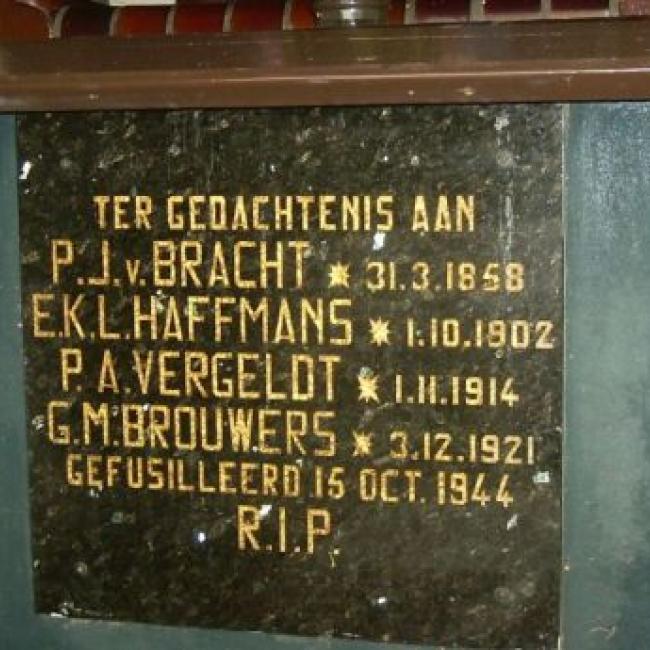 TER GEDACHTENIS AAN
P.J.v.BRACHT * 31.3.1858
E.K.L.HAFFMANS * 1.10.1902
P.A.VERGELDT * 1.11.1914
G.M.BROUWERS * 3.12.1921
GEFUSILLEERD 15 OCT. 1944
R.I.P.